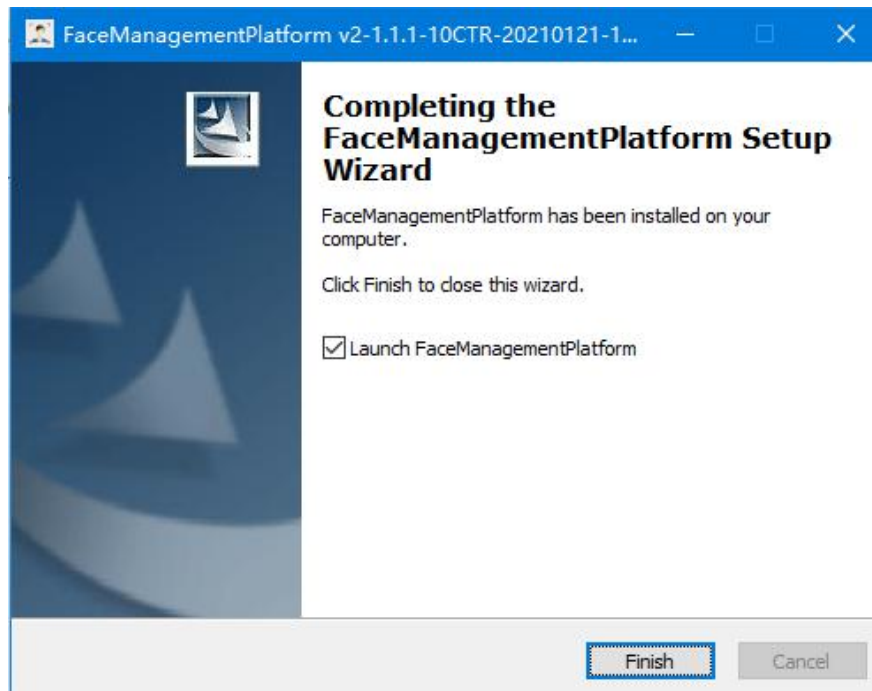 FaceManagementPlatform v2-1.1.1-10CTR-20210121-1...
Completing the
FaceManagementPlatform Setup
Wizard
FaceManagementPlatform has been installed on your
computer.
Click Finish to close this wizard.
Launch FaceManagementPlatform
Finish
Cancel